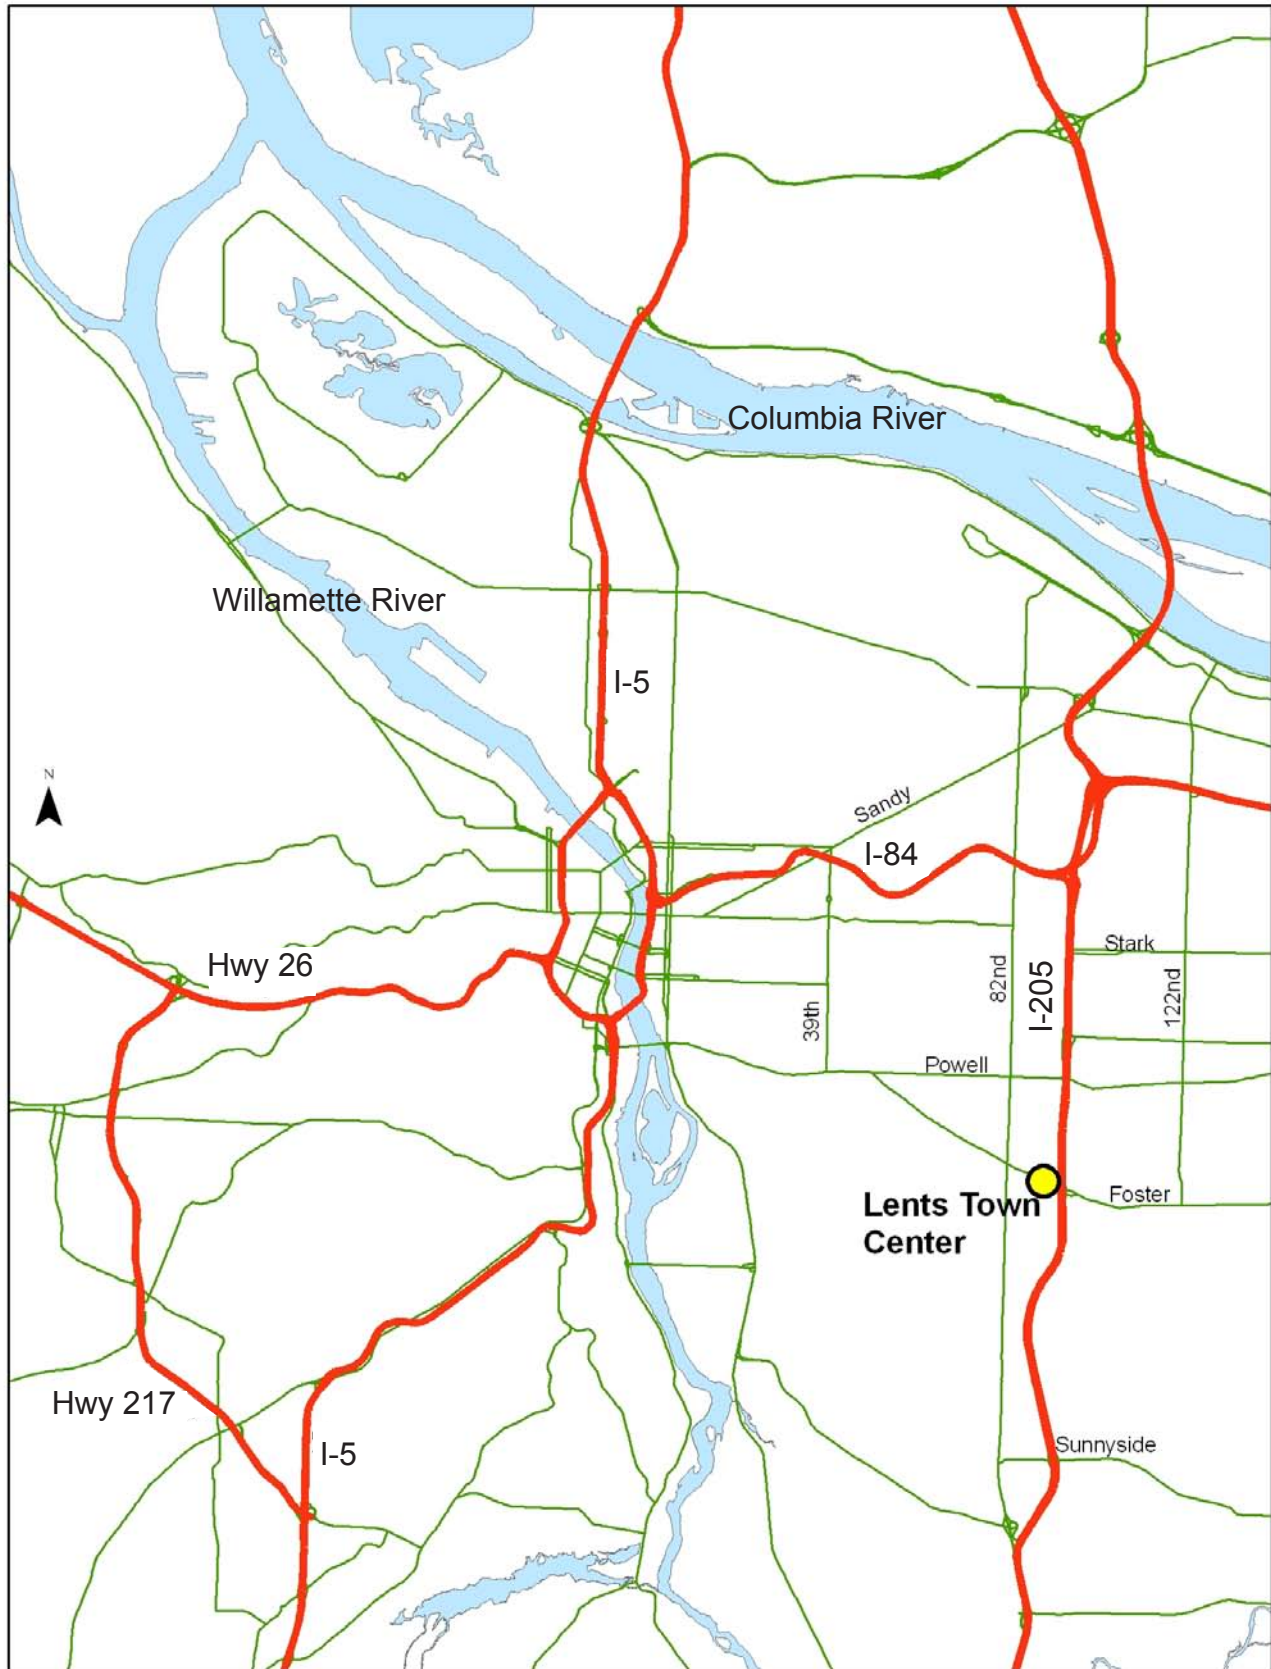 Columbia River
Willamette River
I-5
N
Sandy
I-84
Stark
Hwy 26
82nd
I-205
122nd
39th
Powell
Lents Town
Center
Foster
Hwy 217
I-5
Sunnyside